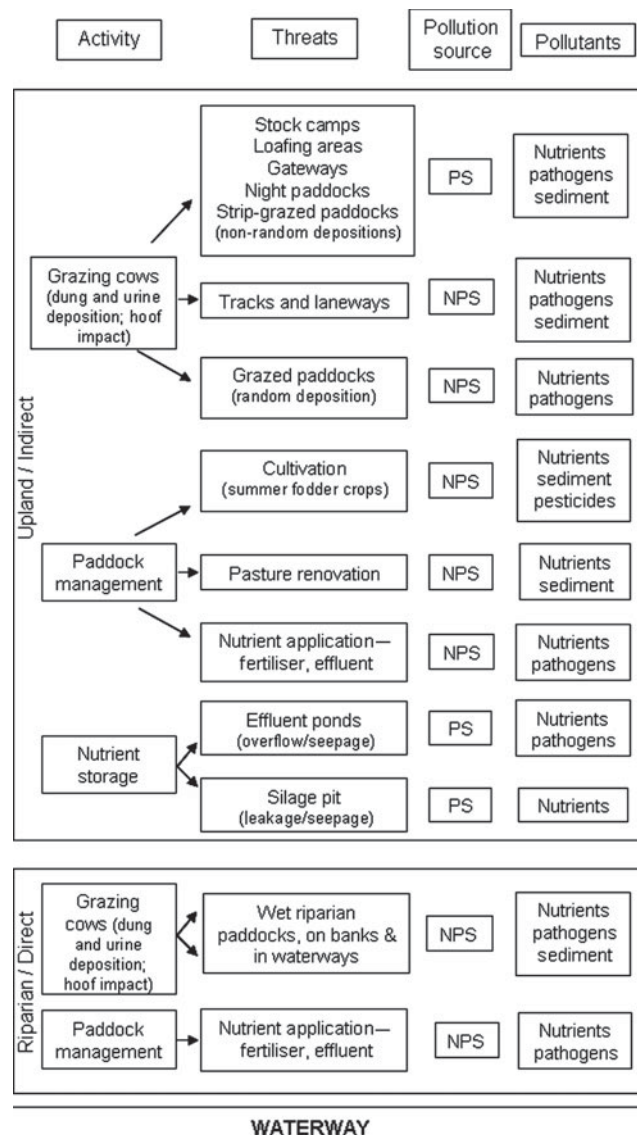 Activity
Threats
Pollution
source
Pollutants
Upland / Indirect
Grazing cows
(dung and urine
deposition; hoof
impact)
Stock camps
Loafing areas
Gateways
Night paddocks
Strip-grazed paddocks
(non-random depositions)
PS
Nutrients
pathogens
sediment
Tracks and laneways
NPS
Nutrients
pathogens
sediment
Grazed paddocks
(random deposition)
NPS
Nutrients
pathogens
Paddock
management
Cultivation
(summer fodder crops)
NPS
Nutrients
sediment
pesticides
Pasture renovation
NPS
Nutrients
sediment
Nutrient application—
fertiliser, effluent
NPS
Nutrients
pathogens
Nutrient
storage
Effluent ponds
(overflow/seepage)
PS
Nutrients
pathogens
Silage pit
(leakage/seepage)
PS
Nutrients
Riparian / Direct
Grazing
cows (dung
and urine
deposition;
hoof impact)
Wet riparian
paddocks, on banks &
in waterways
NPS
Nutrients
pathogens
sediment
Paddock
management
Nutrient application—
fertiliser, effluent
NPS
Nutrients
pathogens
WATERWAY